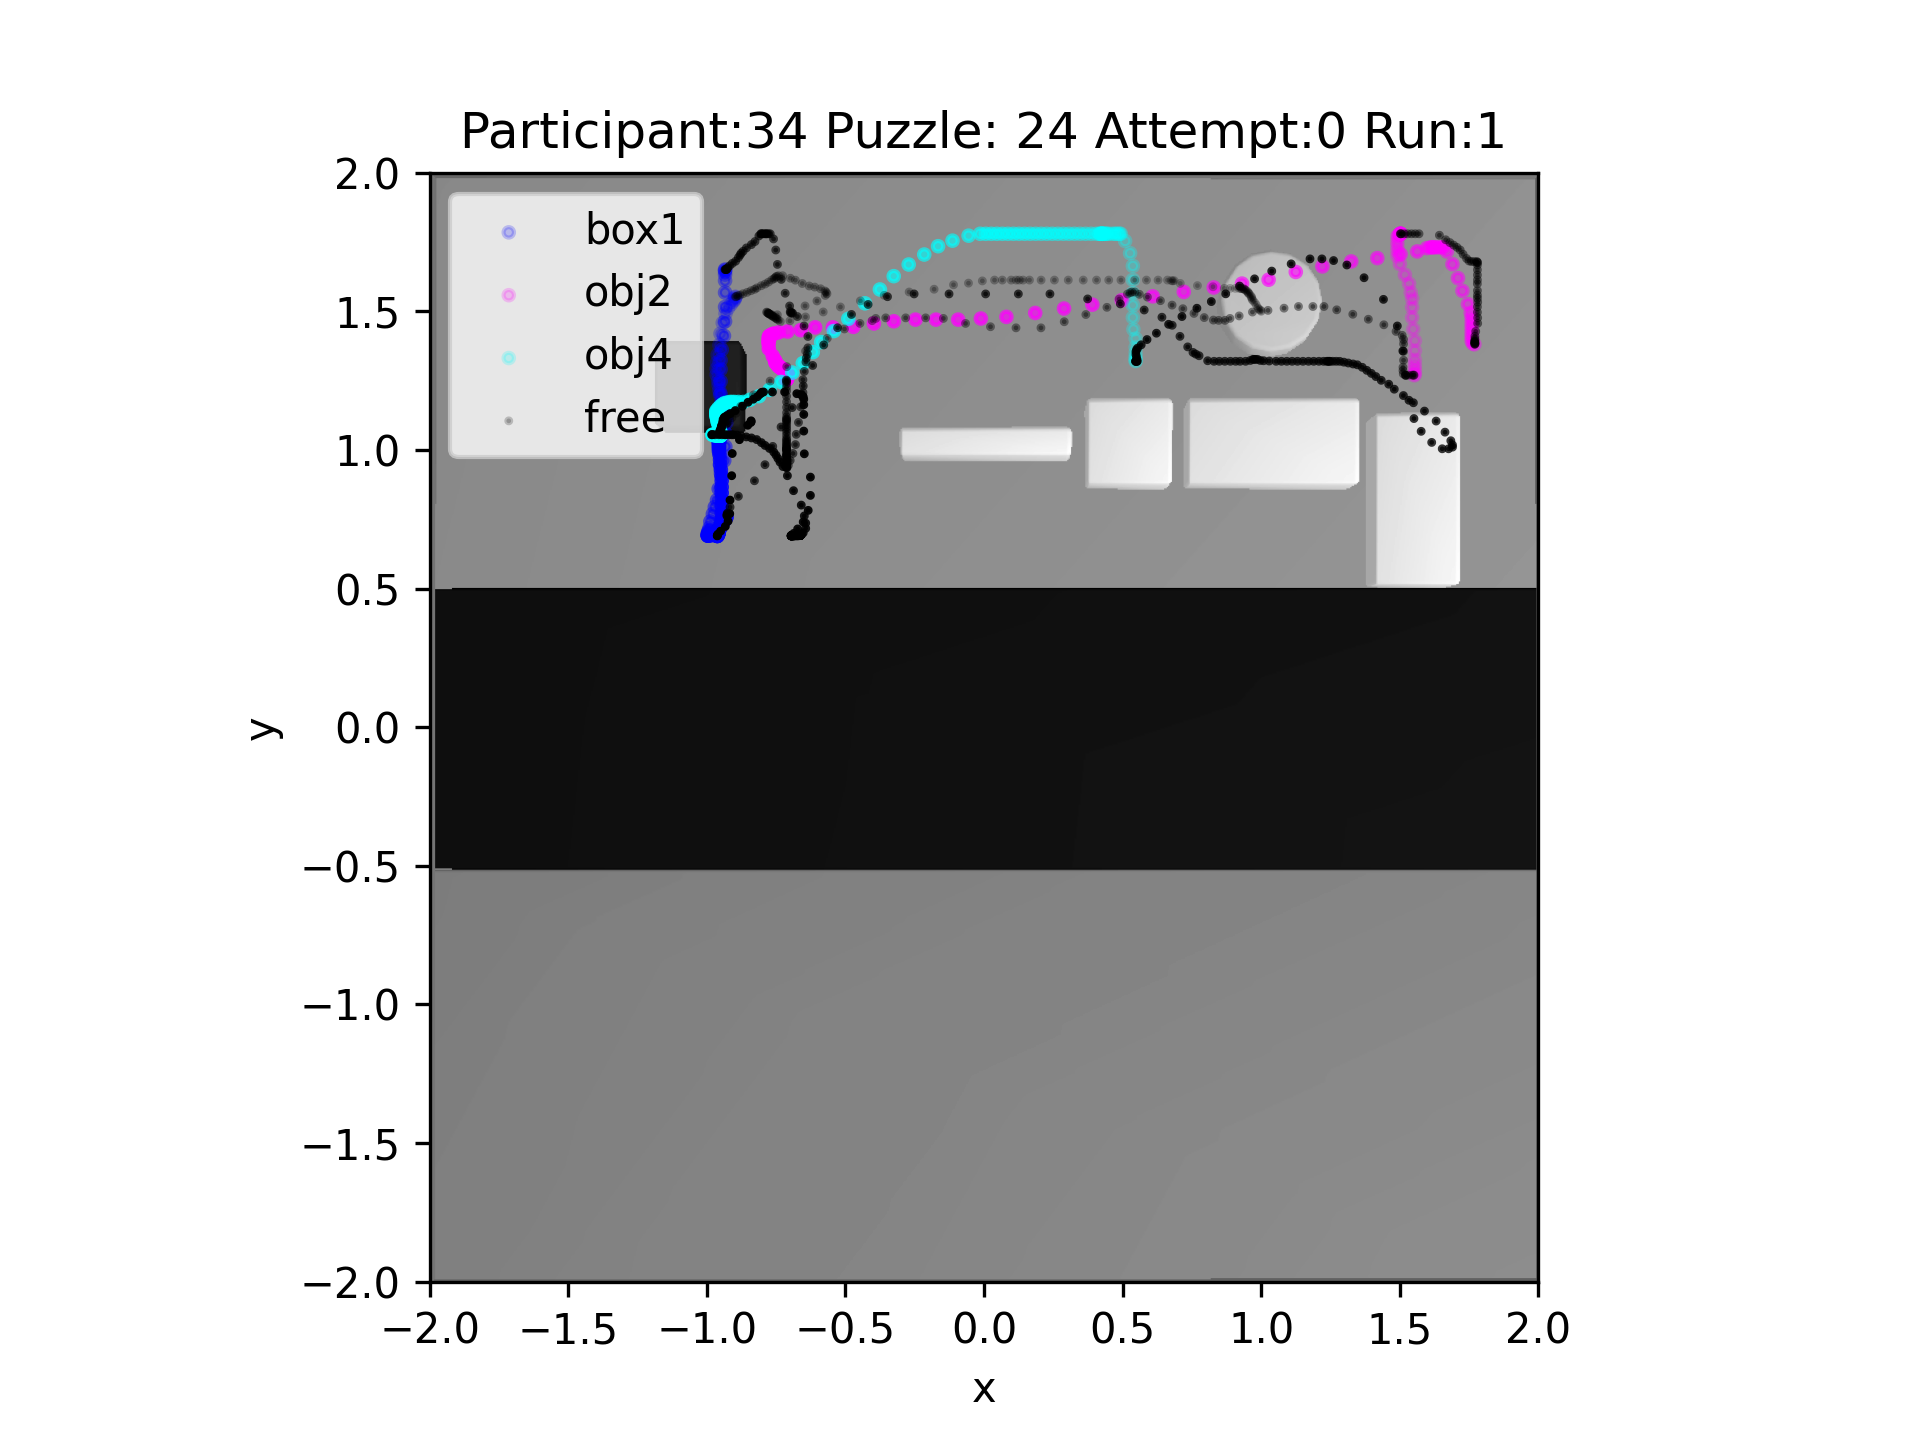 Participant:34 Puzzle: 24 Attempt:0 Run:1
2.0
1.5
1.0
0.5
0.0
−0.5
−1.0
−1.5
−2.0
y
box1
obj2
obj4
free
−2.0 −1.5 −1.0 −0.5 0.0 0.5 1.0 1.5 2.0
x